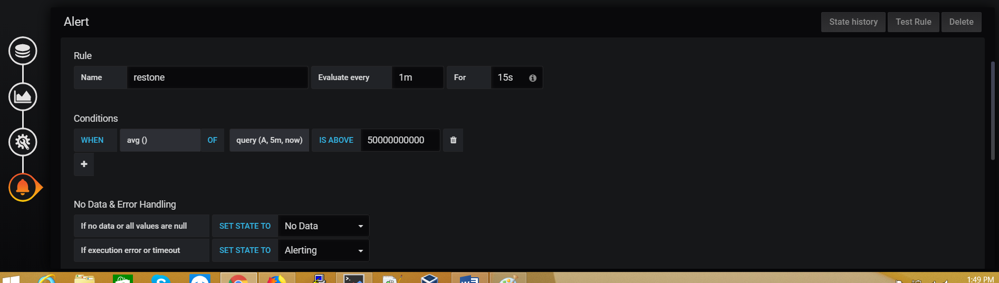 Alert
State history
Test Rule
Delete
Rule
Name restone Evaluate every 1m For 15s
Conditions
WHEN avg () OF query (A, 5m, now) IS ABOVE 50000000000
No Data & Error Handling
If no data or all values are null SET STATE TO No Data
If execution error or timeout SET STATE TO Alerting
1:49 PM